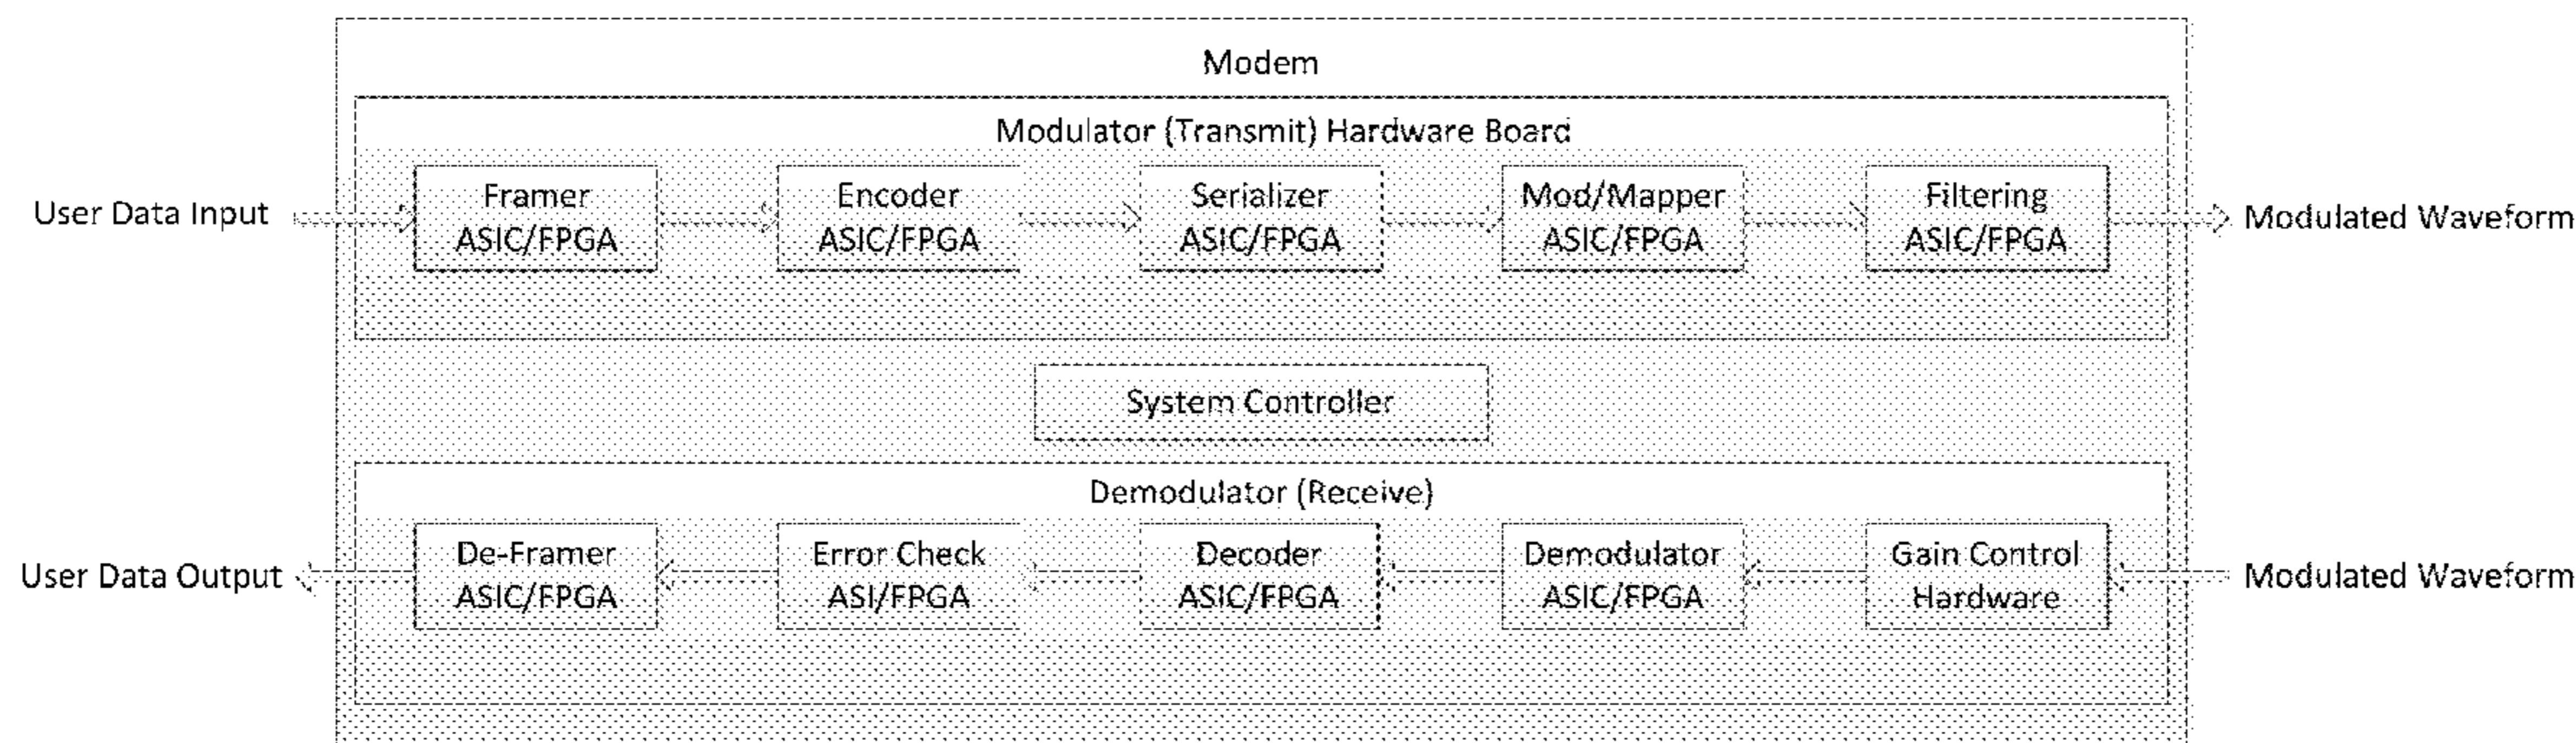 Modem
Modulator (Transmit) Hardware Board
User Data Input
Framer
ASIC/FPGA
Encoder
ASIC/FPGA
Serializer
ASIC/FPGA
Mod/Mapper
ASIC/FPGA
Filtering
ASIC/FPGA
Modulated Waveform
System Controller
Demodulator (Receive)
User Data Output
De-Framer
ASIC/FPGA
Error Check
ASI/FPGA
Decoder
ASIC/FPGA
Demodulator
ASIC/FPGA
Gain Control
Hardware
Modulated Waveform